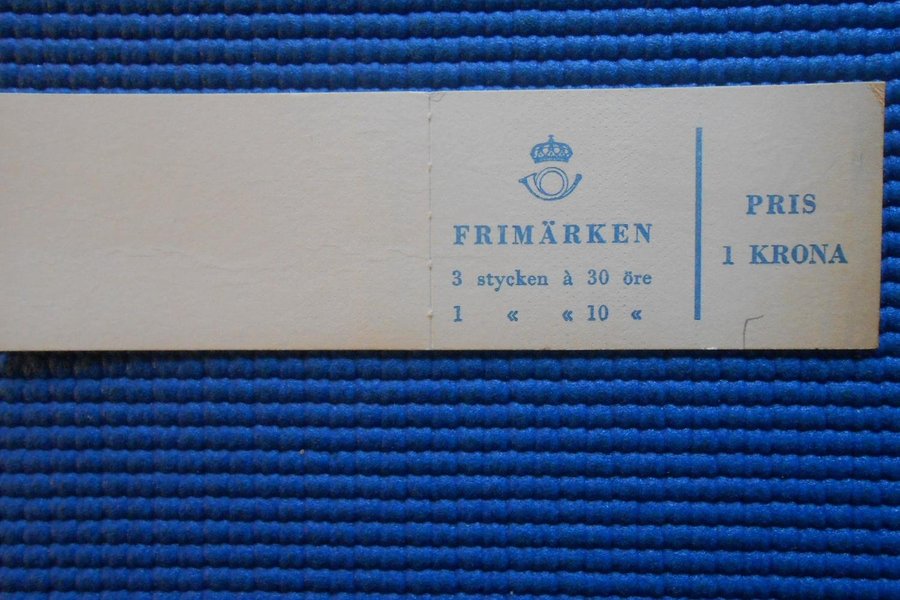 FRIMÄRKEN
3 stycken à 30 öre
1 « « 10 «
PRIS
1 KRONA